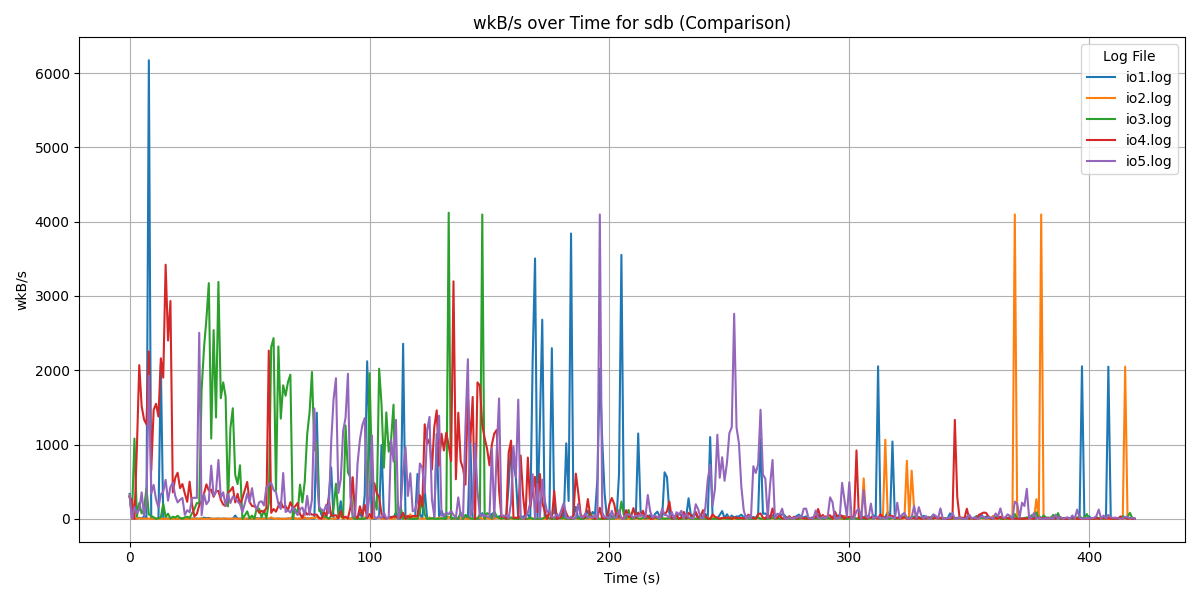 wkB/s over Time for sdb (Comparison)
Log File
io1.log
io2.log
io3.log
io4.log
io5.log
wkB/s
6000
5000
4000
3000
2000
1000
0
0 100 200 300 400
Time (s)